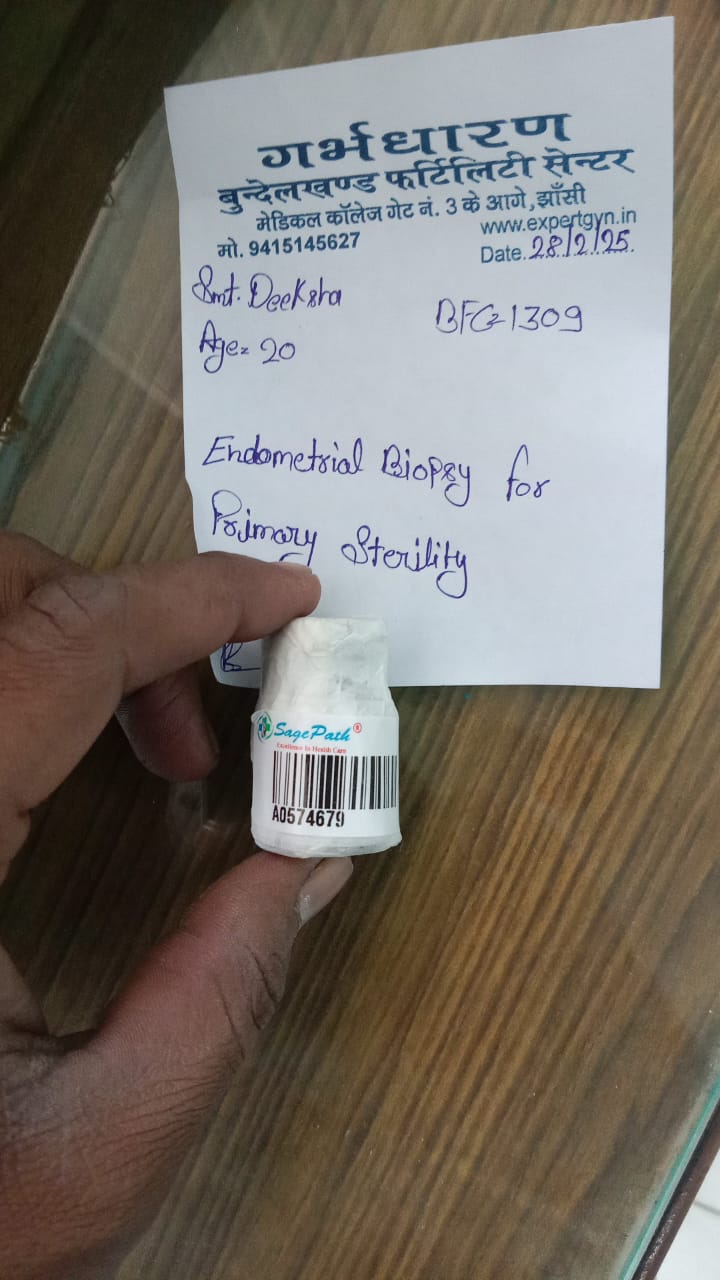 गर्भधारण
बुन्देलखण्ड फर्टिलिटी सेन्टर
मेडिकल कॉलेज गेट नं. 3 के आगे, झाँसी
मो. 9415145627
www.expertgyn.in
Date. 28/2/25.
Smt. Deeksha
BFC-1309
Age= 20
Endometrial Biopsy for
Primary Sterility
SagePath®
Excellence In Health Care
A0574679